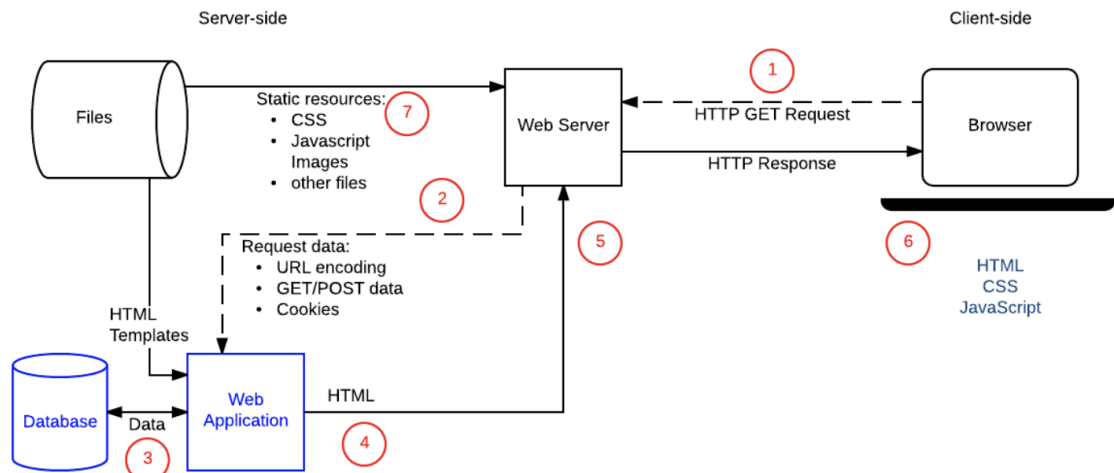 Server-side
Client-side
1
Files
Static resources:
• CSS
• Javascript
Images
• other files
7
Web Server
HTTP GET Request
HTTP Response
Browser
2
Request data:
• URL encoding
• GET/POST data
• Cookies
5
6
HTML
CSS
JavaScript
HTML
Templates
Database
Data
3
Web
Application
HTML
4